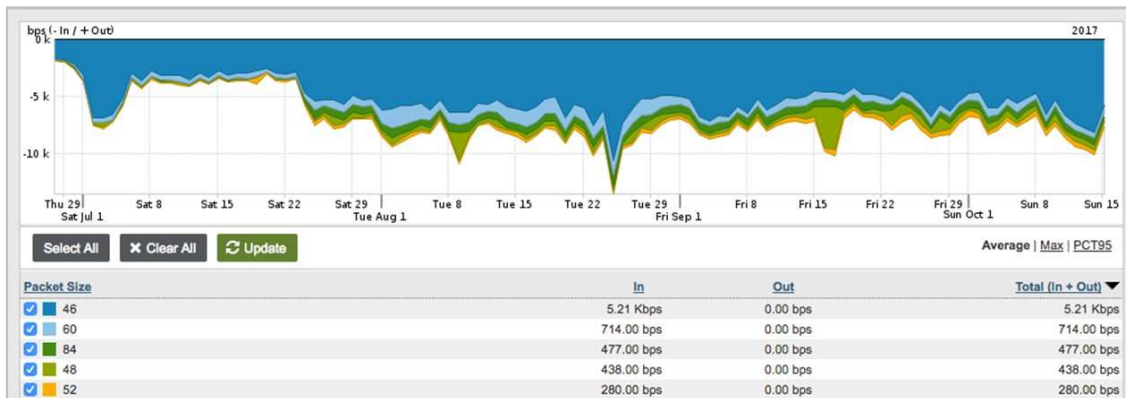 bps (- In / + Out) 2017
0 k
-5 k
-10 k
Thu 29 Sat 8 Sat 15 Sat 22 Sat 29 Tue 8 Tue 15 Tue 22 Tue 29 Fri 8 Fri 15 Fri 22 Fri 29 Sun 8 Sun 15
Sat Jul 1 Tue Aug 1 Fri Sep 1 Sun Oct 1
Select All Clear All Update Average | Max | PCT95
Packet Size In Out Total (In + Out)
46 5.21 Kbps 0.00 bps 5.21 Kbps
60 714.00 bps 0.00 bps 714.00 bps
84 477.00 bps 0.00 bps 477.00 bps
48 438.00 bps 0.00 bps 438.00 bps
52 280.00 bps 0.00 bps 280.00 bps